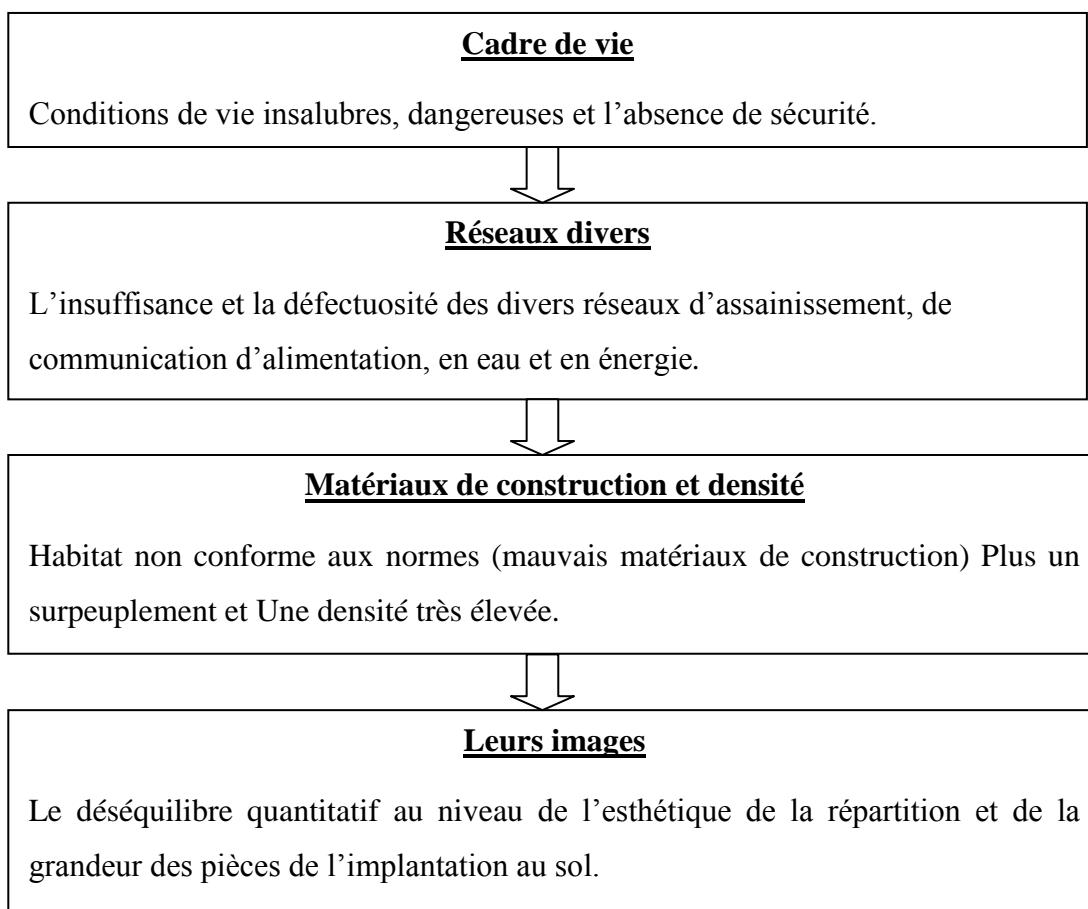 Cadre de vie
Conditions de vie insalubres, dangereuses et l’absence de sécurité.
Réseaux divers
L’insuffisance et la défectuosité des divers réseaux d’assainissement, de
communication d’alimentation, en eau et en énergie.
Matériaux de construction et densité
Habitat non conforme aux normes (mauvais matériaux de construction) Plus un
surpeuplement et Une densité très élevée.
Leurs images
Le déséquilibre quantitatif au niveau de l’esthétique de la répartition et de la
grandeur des pièces de l’implantation au sol.